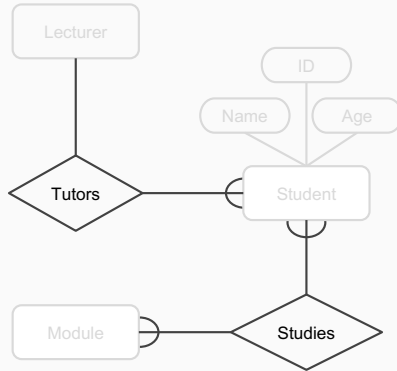 Lecturer
ID
Name
Age
Tutors
Student
Module
Studies